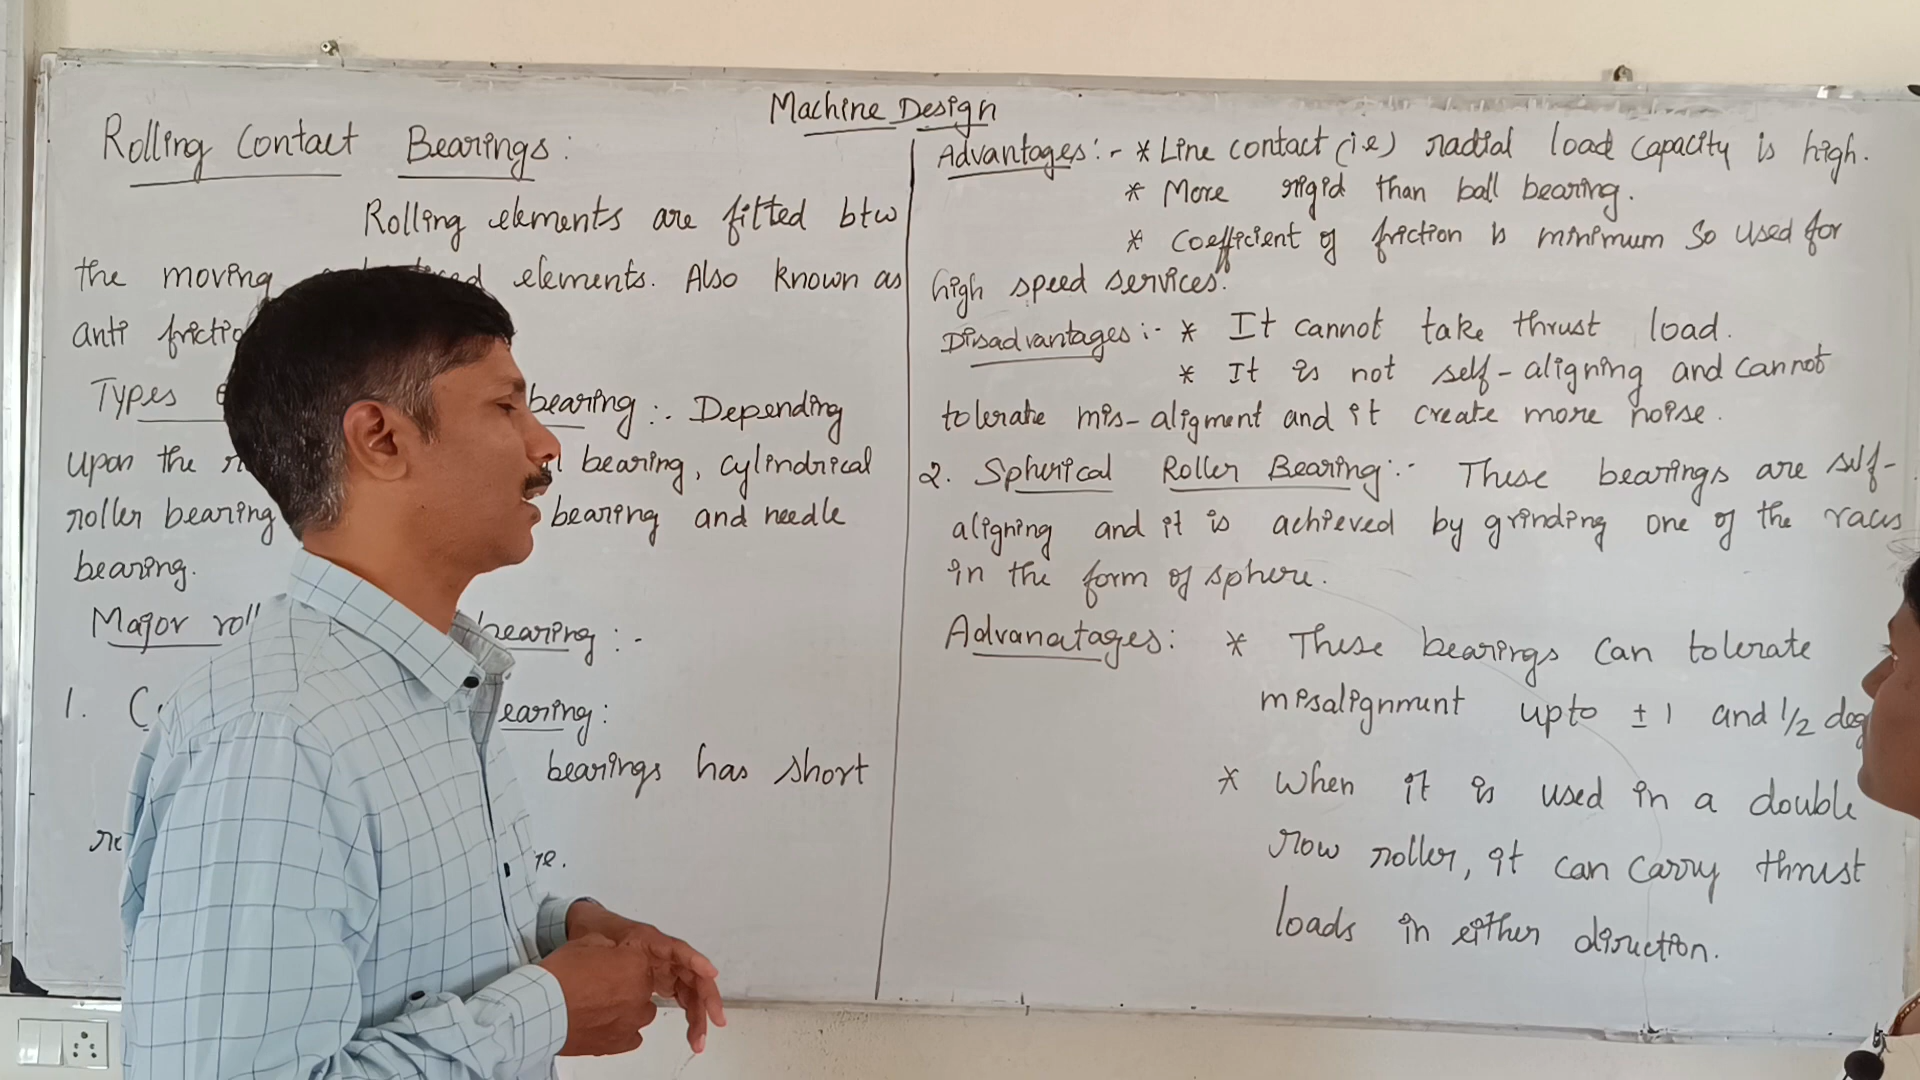 Machine Design
Rolling Contact Bearings:
Rolling elements are fitted btw
the moving elements. Also known as
anti
Types bearing:- Depending
upon the bearing, cylindrical
roller bearing bearing and needle
bearing.
Major bearing:-
1.
bearings has short
Advantages:- * Line contact (i.e) radial load capacity is high.
* More rigid than ball bearing.
* Coefficient of friction is minimum so used for
high speed services.
Disadvantages:- * It cannot take thrust load.
* It is not self-aligning and cannot
tolerate mis-aligment and it create more noise.
2. Spherical Roller Bearing:- These bearings are self-
aligning and it is achieved by grinding one of the races
in the form of sphere.
Advanatages: * These bearings can tolerate
misalignment upto ±1 and 1/2 deg
* When it is used in a double
row roller, it can carry thrust
loads in either direction.